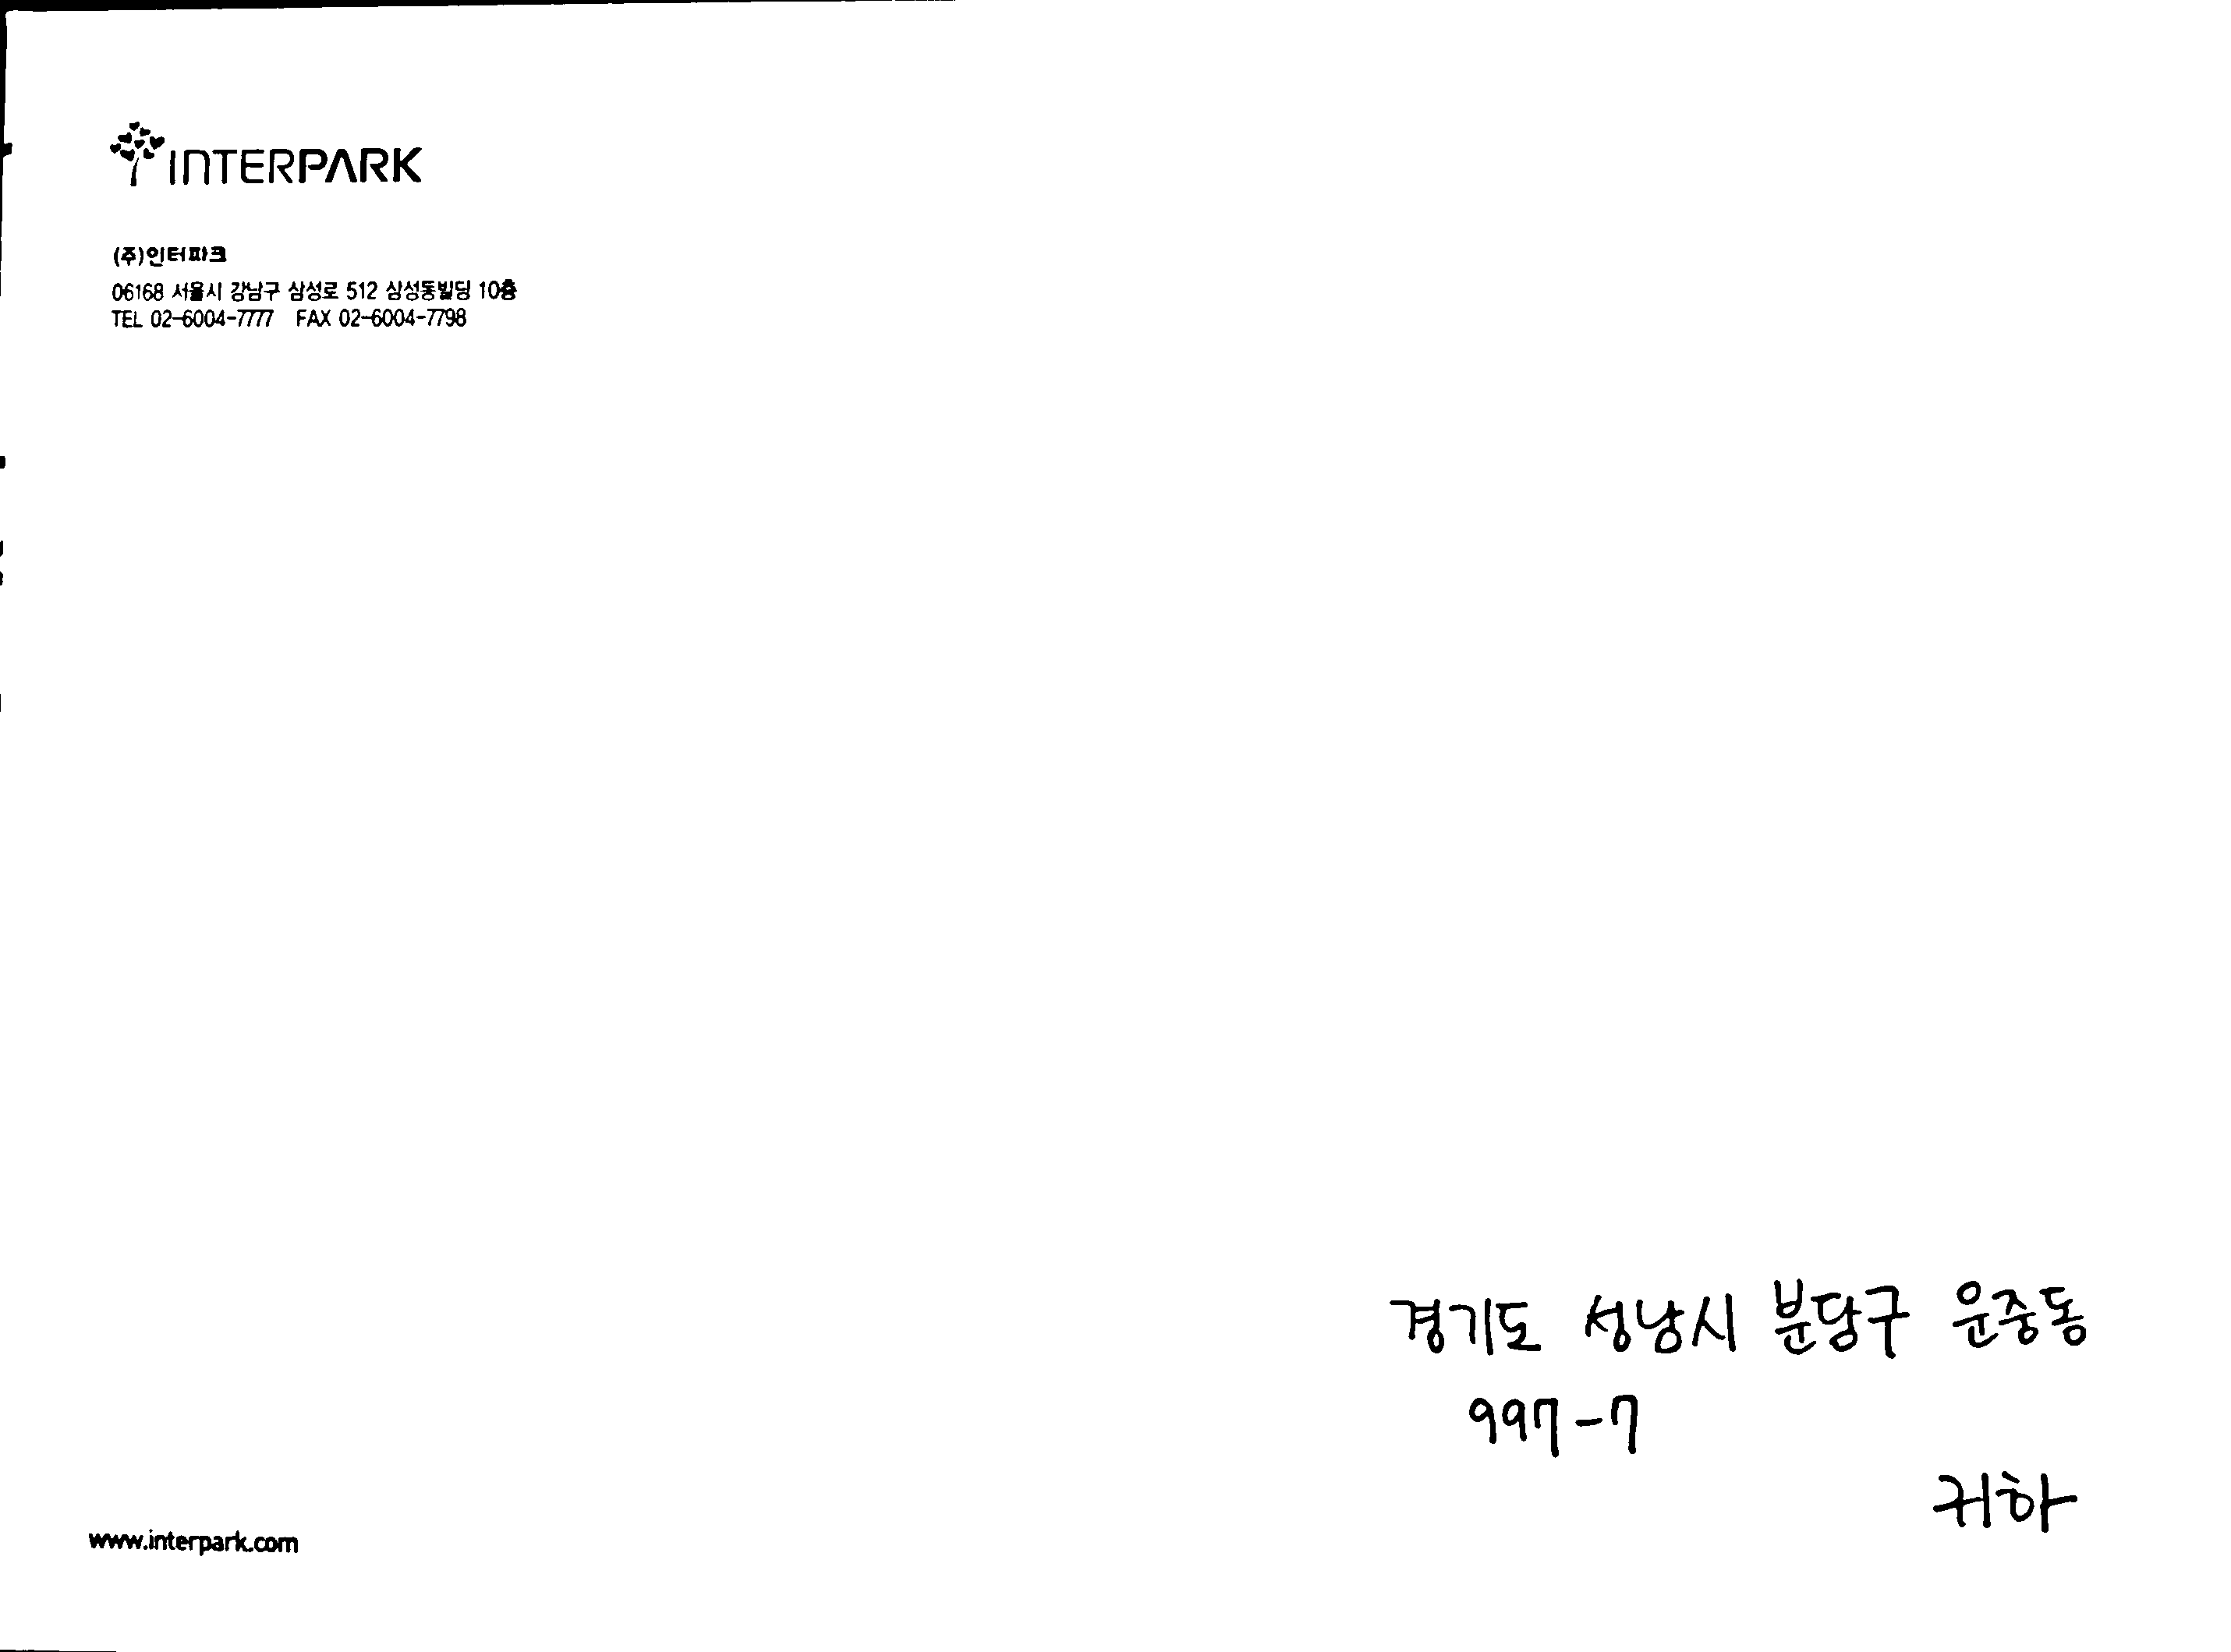 INTERPARK
(주)인터파크
06168 서울시 강남구 삼성로 512 삼성동빌딩 10층
TEL 02-6004-7777 FAX 02-6004-7798
경기도 성남시 분당구 운중동
997-7
귀하
www.interpark.com